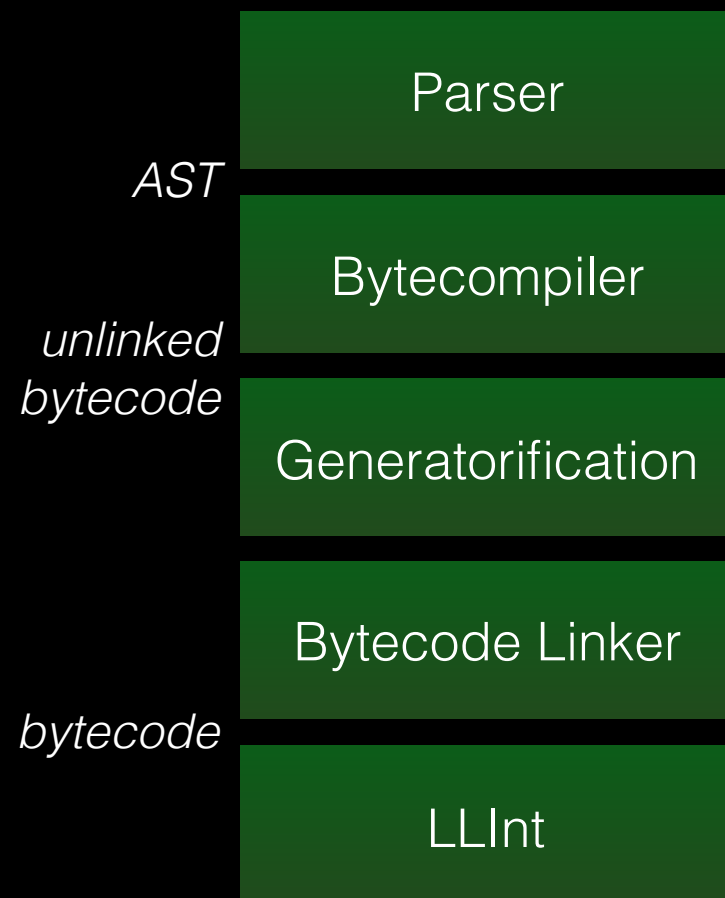 Parser
AST
Bytecompiler
unlinked
bytecode
Generatorification
Bytecode Linker
bytecode
LLInt